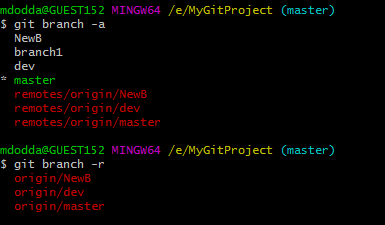 mdodda@GUEST152 MINGW64 /e/MyGitProject (master)
$ git branch -a
  NewB
  branch1
  dev
* master
  remotes/origin/NewB
  remotes/origin/dev
  remotes/origin/master

mdodda@GUEST152 MINGW64 /e/MyGitProject (master)
$ git branch -r
  origin/NewB
  origin/dev
  origin/master